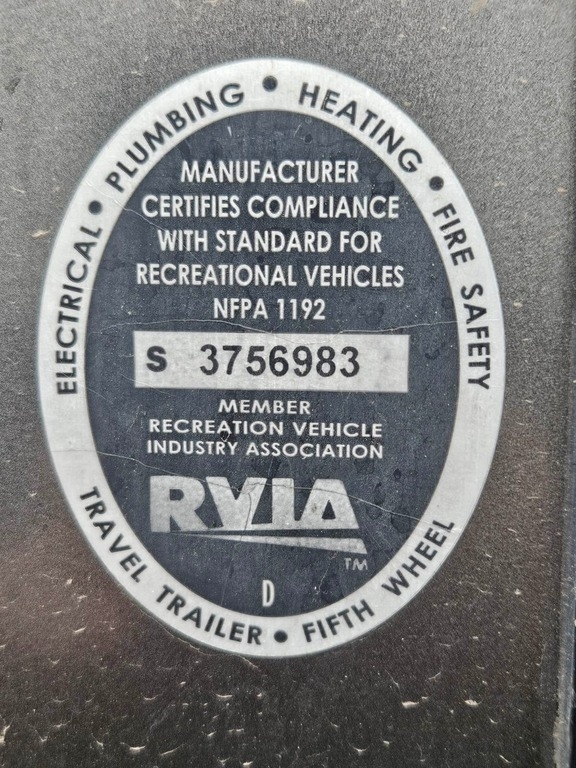 ELECTRICAL • PLUMBING • HEATING • FIRE SAFETY
MANUFACTURER
CERTIFIES COMPLIANCE
WITH STANDARD FOR
RECREATIONAL VEHICLES
NFPA 1192
S 3756983
MEMBER
RECREATION VEHICLE
INDUSTRY ASSOCIATION
RVIA
TM
D
TRAVEL TRAILER • FIFTH WHEEL